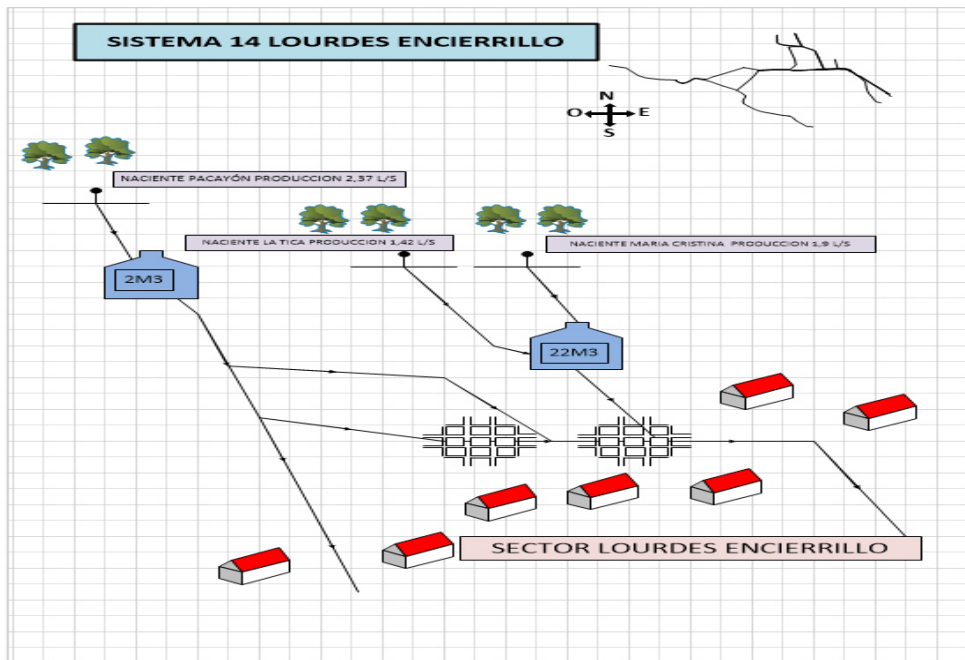 SISTEMA 14 LOURDES ENCIERRILLO
N
O E
S
NACIENTE PACAYÓN PRODUCCION 2,37 L/S
NACIENTE LA TICA PRODUCCION 1,42 L/S
NACIENTE MARIA CRISTINA PRODUCCION 1,9 L/S
2M3
22M3
SECTOR LOURDES ENCIERRILLO